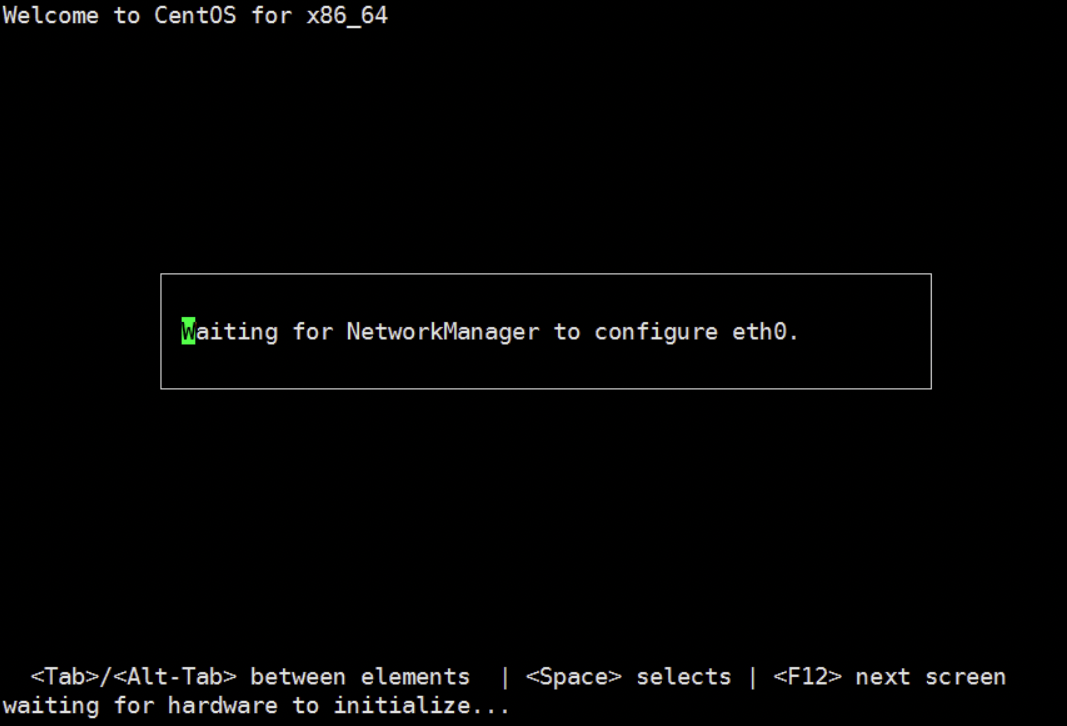 Welcome to CentOS for x86_64
Waiting for NetworkManager to configure eth0.
<Tab>/<Alt-Tab> between elements | <Space> selects | <F12> next screen
waiting for hardware to initialize...